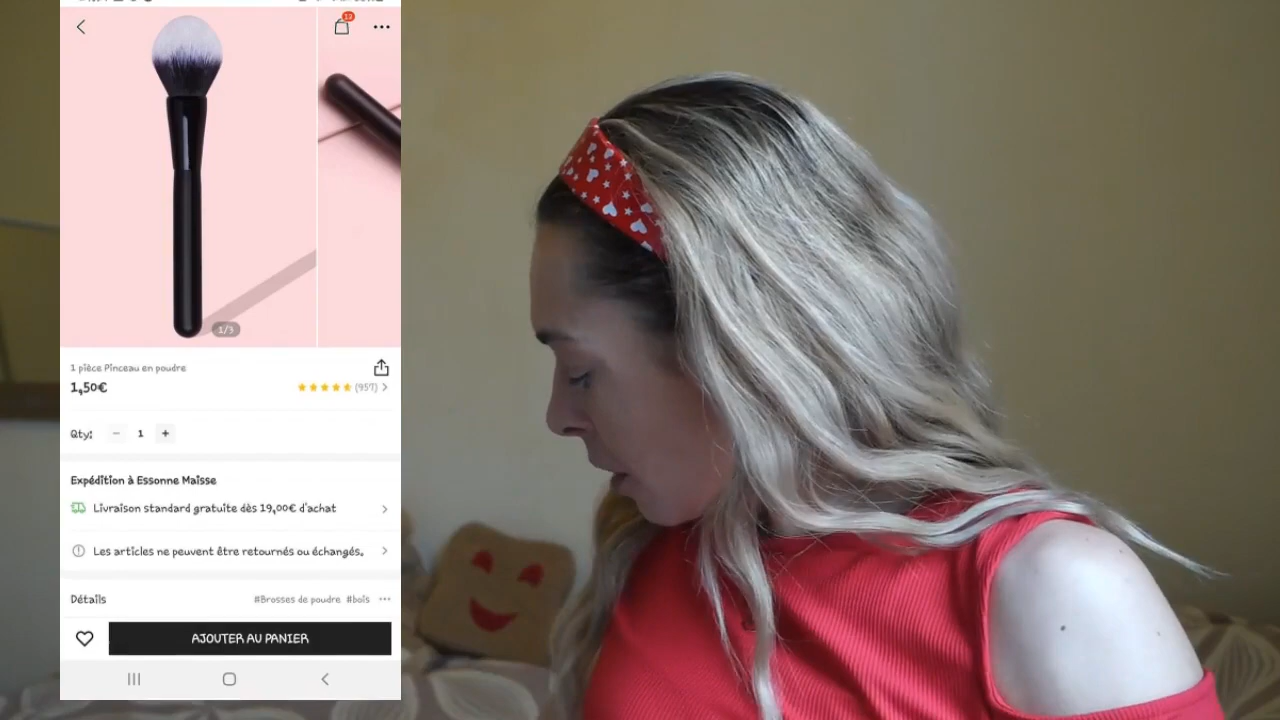 13
1/3
1 pièce Pinceau en poudre
1,50€
(957)
Qty:
1
Expédition à Essonne Maisse
Livraison standard gratuite dès 19,00€ d'achat
Les articles ne peuvent être retournés ou échangés.
Détails
#Brosses de poudre #bois
AJOUTER AU PANIER